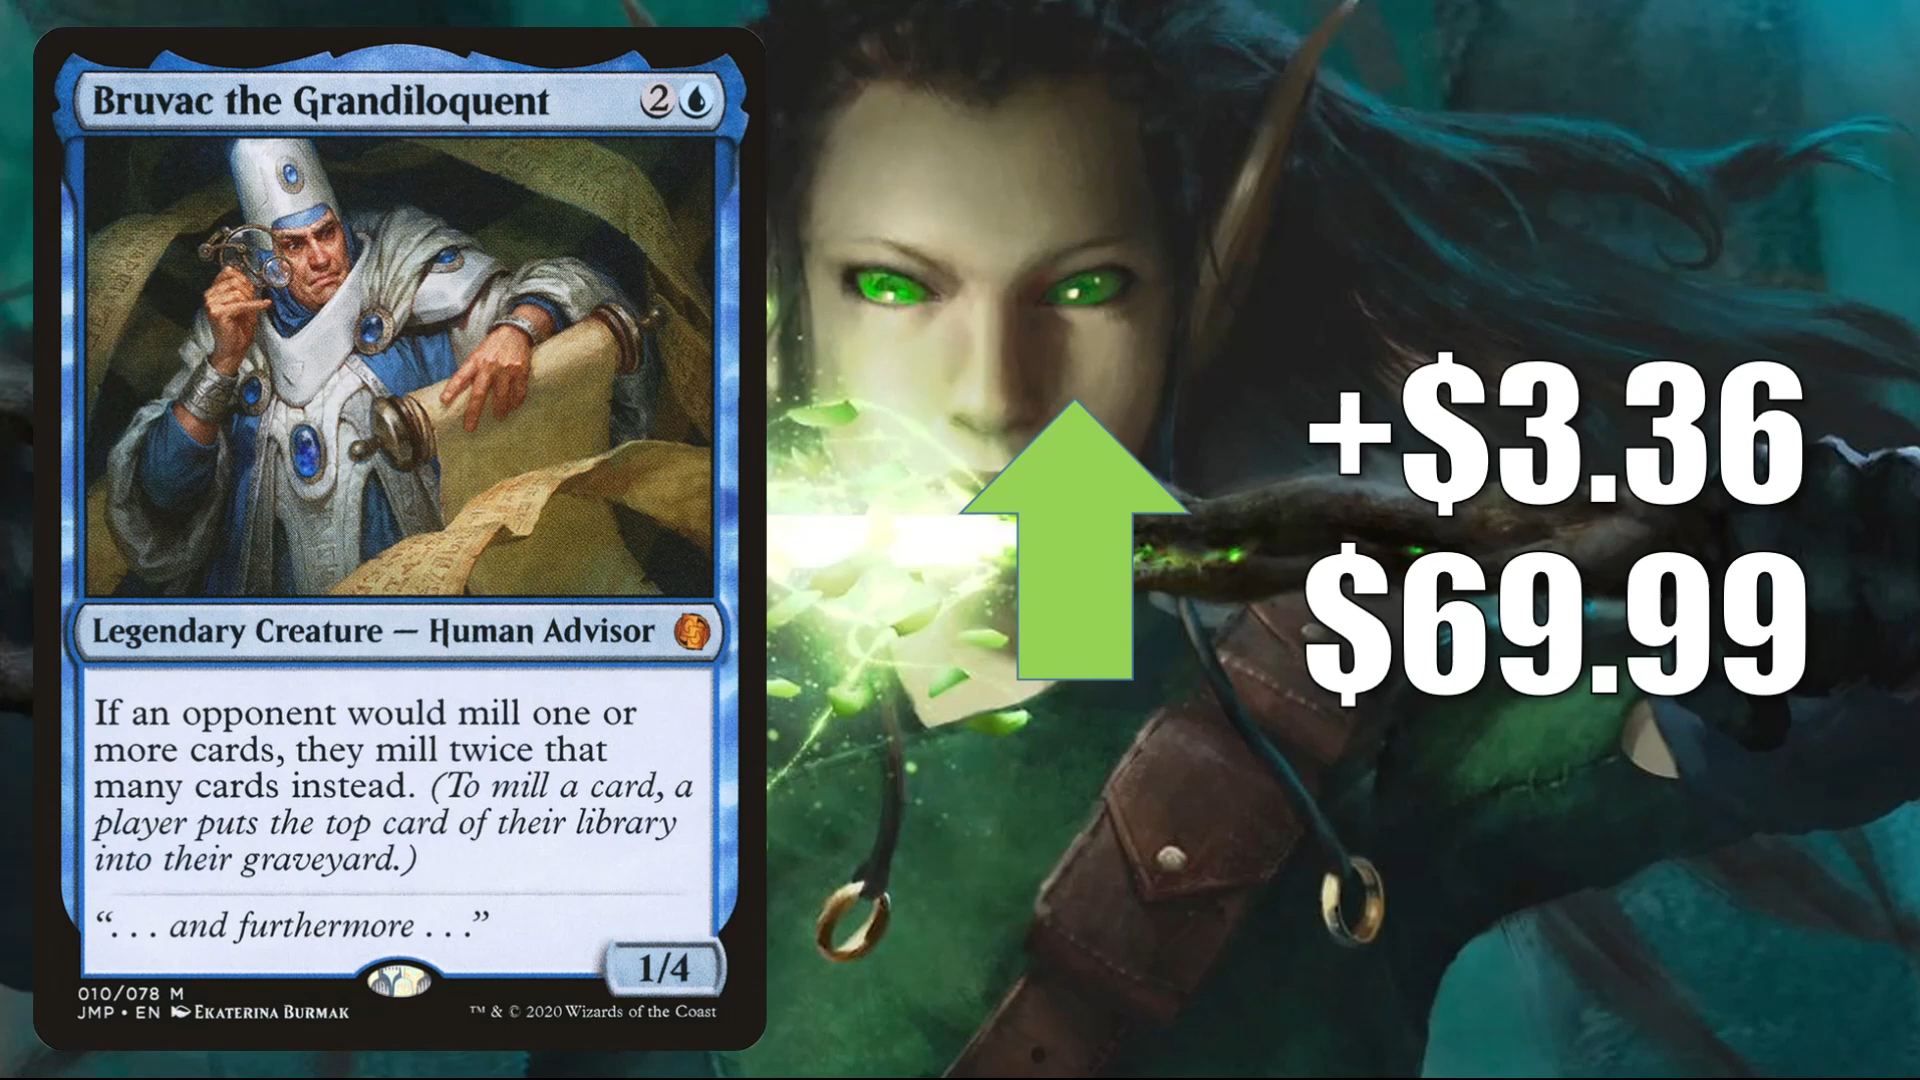 Bruvac the Grandiloquent
2
Legendary Creature — Human Advisor
If an opponent would mill one or
more cards, they mill twice that
many cards instead. (To mill a card, a
player puts the top card of their library
into their graveyard.)
“. . . and furthermore . . .”
1/4
010/078 M
JMP • EN Ekaterina Burmak
™ & © 2020 Wizards of the Coast
+$3.36
$69.99